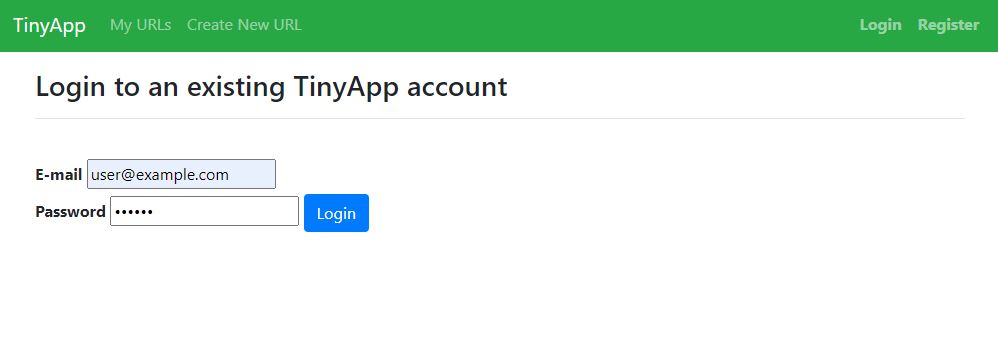 TinyApp My URLs Create New URL Login Register
Login to an existing TinyApp account
E-mail user@example.com
Password •••••• Login